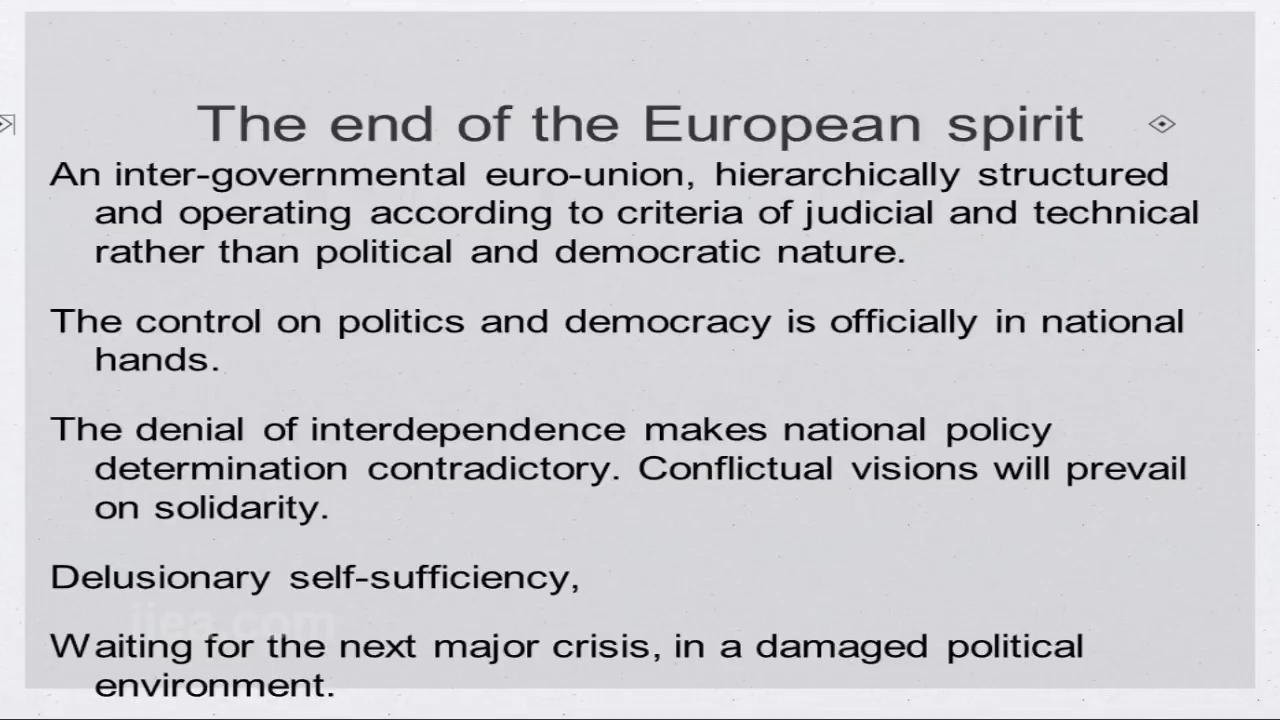 The end of the European spirit
An inter-governmental euro-union, hierarchically structured
and operating according to criteria of judicial and technical
rather than political and democratic nature.
The control on politics and democracy is officially in national
hands.
The denial of interdependence makes national policy
determination contradictory. Conflictual visions will prevail
on solidarity.
Delusionary self-sufficiency,
iiea.com
Waiting for the next major crisis, in a damaged political
environment.